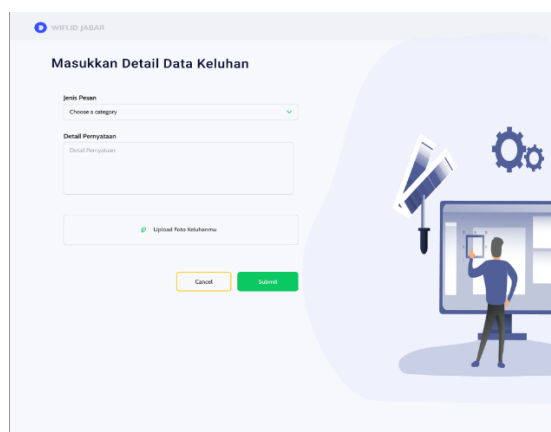 WIFI.ID JABAR
Masukkan Detail Data Keluhan
Jenis Pesan
Choose a category
Detail Pernyataan
Detail Pernyataan
Upload Foto Keluhanmu
Cancel
Submit